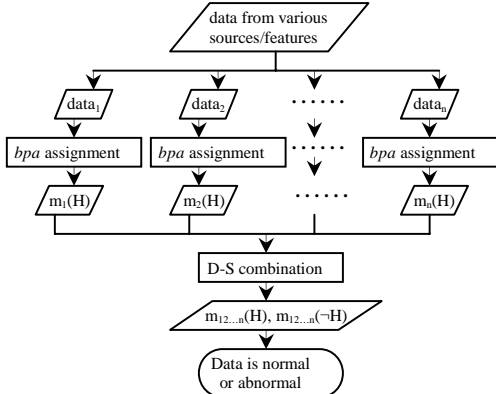 data from various
sources/features
data₁ data₂ ...... dataₙ
bpa assignment bpa assignment ...... bpa assignment
m₁(H) m₂(H) ...... mₙ(H)
D-S combination
m₁₂...ₙ(H), m₁₂...ₙ(¬H)
Data is normal
or abnormal